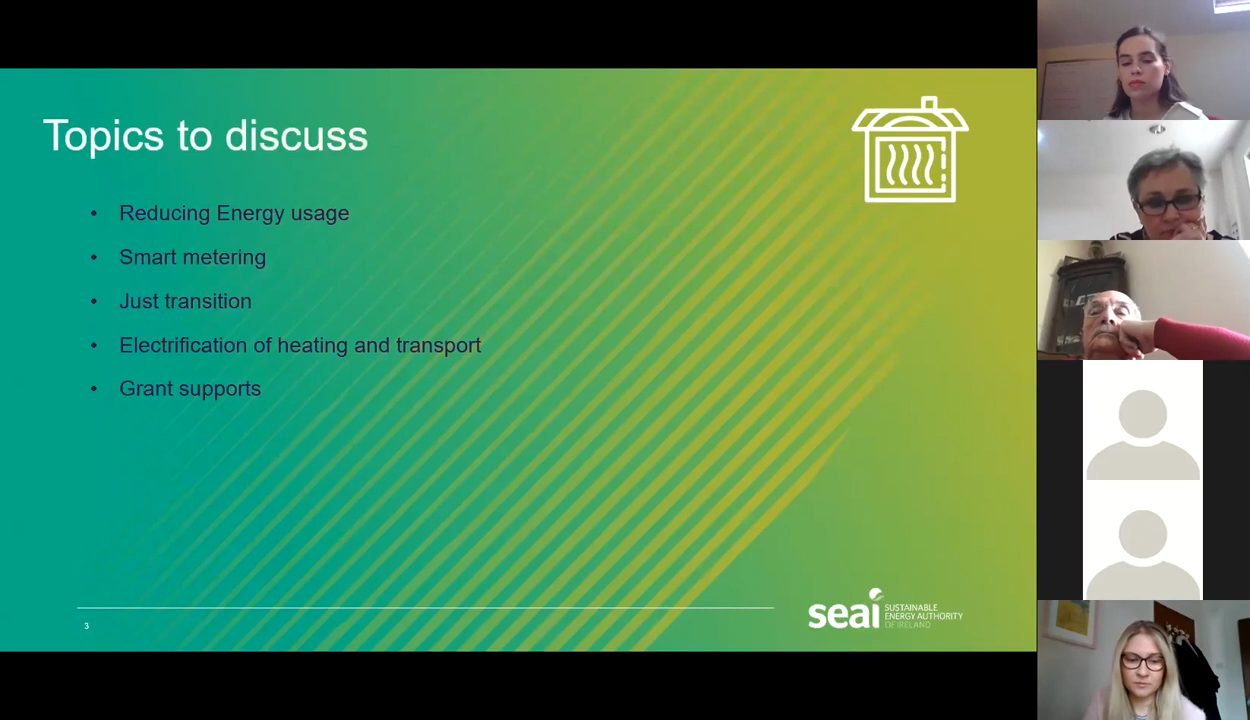 Topics to discuss
• Reducing Energy usage
• Smart metering
• Just transition
• Electrification of heating and transport
• Grant supports
3
seai
SUSTAINABLE
ENERGY AUTHORITY
OF IRELAND